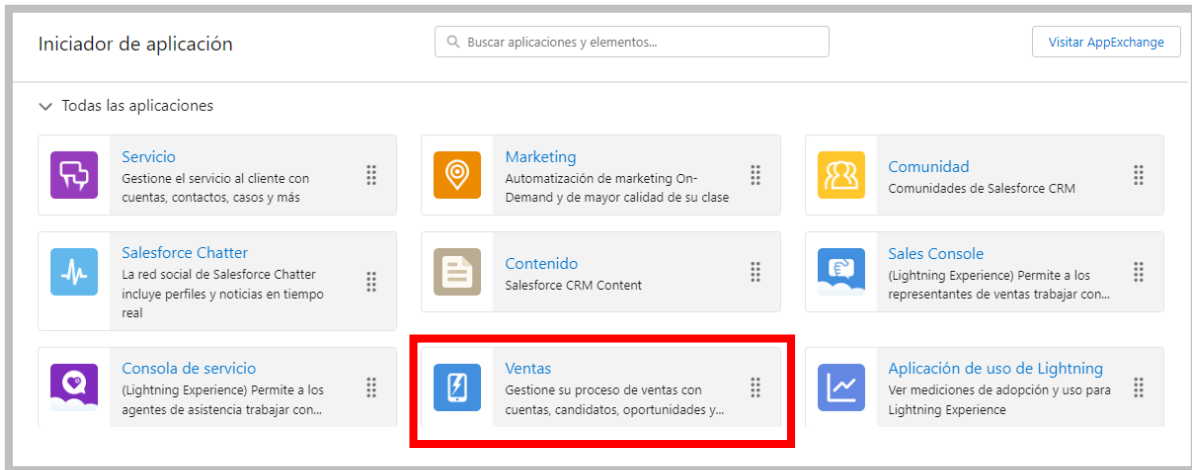 Iniciador de aplicación
Buscar aplicaciones y elementos...
Visitar AppExchange
Todas las aplicaciones
Servicio
Gestione el servicio al cliente con
cuentas, contactos, casos y más
Marketing
Automatización de marketing On-
Demand y de mayor calidad de su clase
Comunidad
Comunidades de Salesforce CRM
Salesforce Chatter
La red social de Salesforce Chatter
incluye perfiles y noticias en tiempo
real
Contenido
Salesforce CRM Content
Sales Console
(Lightning Experience) Permite a los
representantes de ventas trabajar con...
Consola de servicio
(Lightning Experience) Permite a los
agentes de asistencia trabajar con...
Ventas
Gestione su proceso de ventas con
cuentas, candidatos, oportunidades y...
Aplicación de uso de Lightning
Ver mediciones de adopción y uso para
Lightning Experience